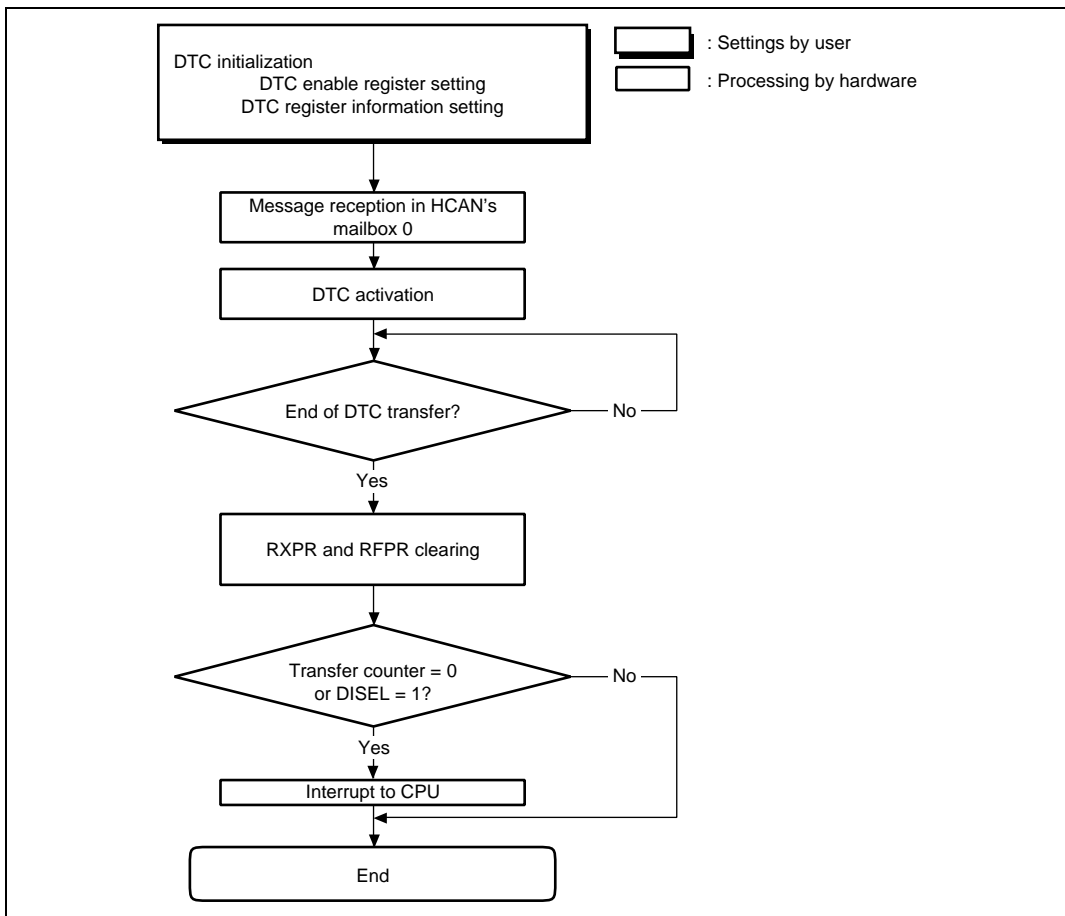 DTC initialization
DTC enable register setting
DTC register information setting
: Settings by user
: Processing by hardware
Message reception in HCAN's
mailbox 0
DTC activation
End of DTC transfer?
No
Yes
RXPR and RFPR clearing
Transfer counter = 0
or DISEL = 1?
No
Yes
Interrupt to CPU
End